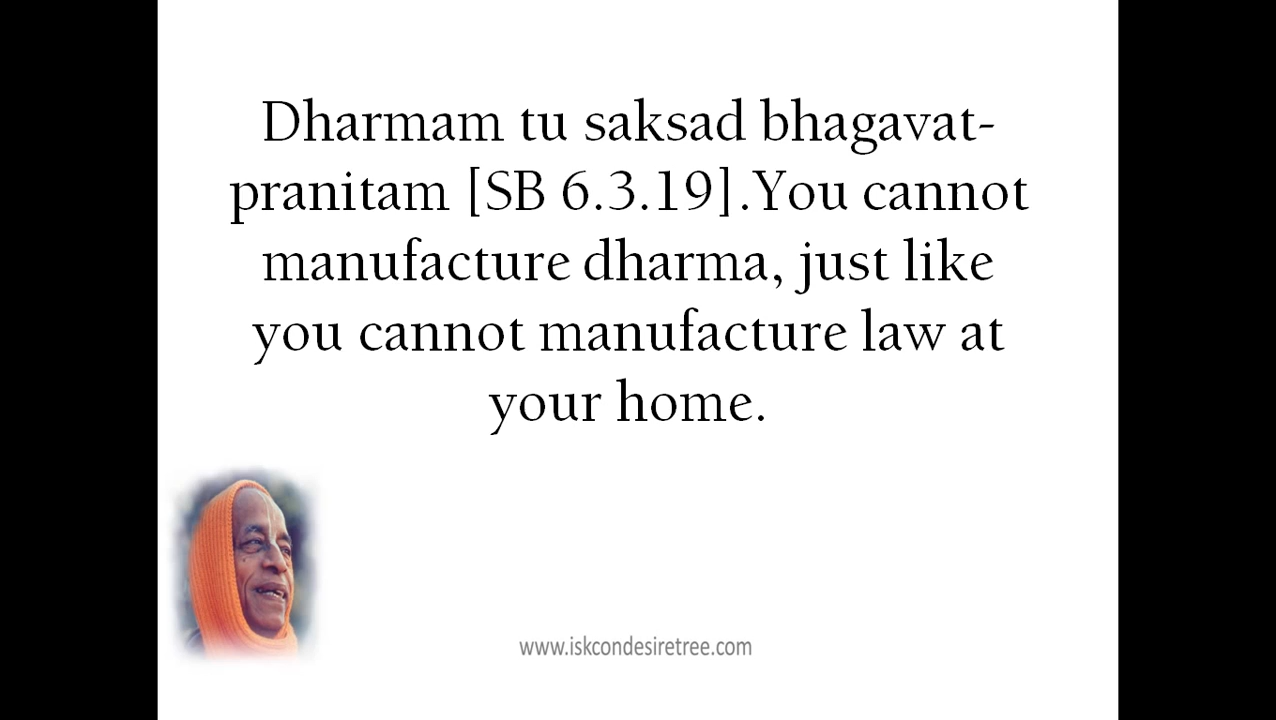 Dharmam tu saksad bhagavat-
pranitam [SB 6.3.19].You cannot
manufacture dharma, just like
you cannot manufacture law at
your home.
www.iskcondesiretree.com